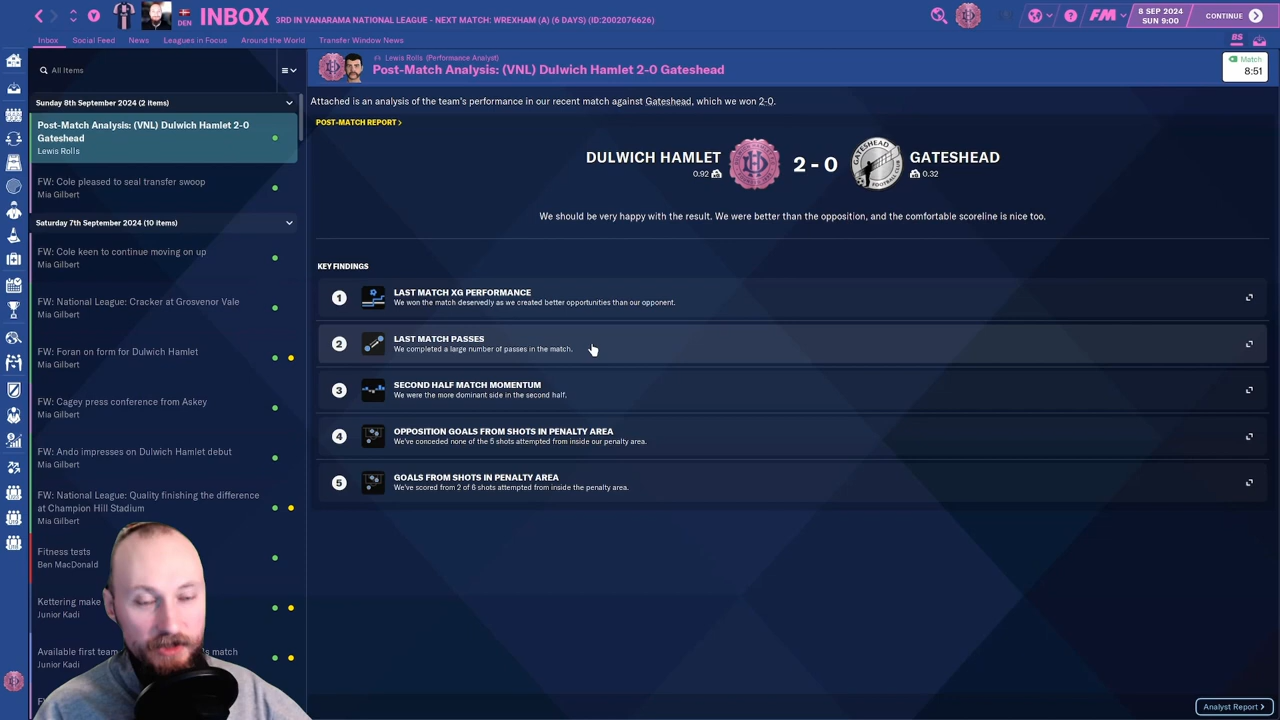 DEN
INBOX
3RD IN VANARAMA NATIONAL LEAGUE - NEXT MATCH: WREXHAM (A) (6 DAYS) (ID:2002076626)
FM
8 SEP 2024
SUN 9:00
CONTINUE
Inbox
Social Feed
News
Leagues in Focus
Around the World
Transfer Window News
BS
All Items
Lewis Rolls (Performance Analyst)
Post-Match Analysis: (VNL) Dulwich Hamlet 2-0 Gateshead
Match
8:51
Sunday 8th September 2024 (2 items)
Post-Match Analysis: (VNL) Dulwich Hamlet 2-0
Gateshead
Lewis Rolls
FW: Cole pleased to seal transfer swoop
Mia Gilbert
Saturday 7th September 2024 (10 items)
FW: Cole keen to continue moving on up
Mia Gilbert
FW: National League: Cracker at Grosvenor Vale
Mia Gilbert
FW: Foran on form for Dulwich Hamlet
Mia Gilbert
FW: Cagey press conference from Askey
Mia Gilbert
FW: Ando impresses on Dulwich Hamlet debut
Mia Gilbert
FW: National League: Quality finishing the difference
at Champion Hill Stadium
Mia Gilbert
Fitness tests
Ben MacDonald
Kettering make
Junior Kadi
Available first team
's match
Junior Kadi
Attached is an analysis of the team's performance in our recent match against Gateshead, which we won 2-0.
POST-MATCH REPORT >
DULWICH HAMLET
0.92
2 - 0
GATESHEAD
0.32
We should be very happy with the result. We were better than the opposition, and the comfortable scoreline is nice too.
KEY FINDINGS
1
LAST MATCH XG PERFORMANCE
We won the match deservedly as we created better opportunities than our opponent.
2
LAST MATCH PASSES
We completed a large number of passes in the match.
3
SECOND HALF MATCH MOMENTUM
We were the more dominant side in the second half.
4
OPPOSITION GOALS FROM SHOTS IN PENALTY AREA
We've conceded none of the 5 shots attempted from inside our penalty area.
5
GOALS FROM SHOTS IN PENALTY AREA
We've scored from 2 of 6 shots attempted from inside the penalty area.
Analyst Report >